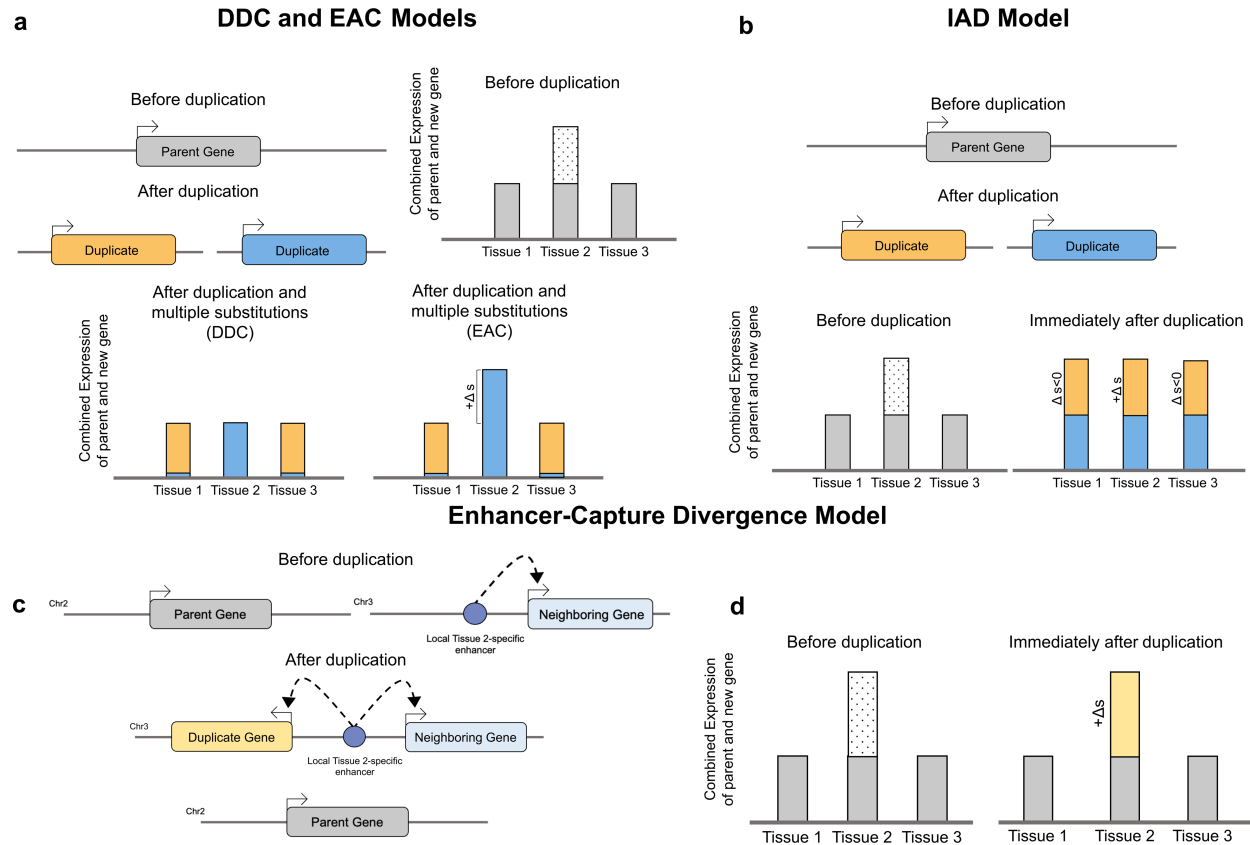 a
DDC and EAC Models
Before duplication
Parent Gene
After duplication
Duplicate
Duplicate
Combined Expression
of parent and new gene
Before duplication
Tissue 1
Tissue 2
Tissue 3
After duplication and
multiple substitutions
(DDC)
Combined Expression
of parent and new gene
Tissue 1
Tissue 2
Tissue 3
After duplication and
multiple substitutions
(EAC)
+Δ s
Tissue 1
Tissue 2
Tissue 3
b
IAD Model
Before duplication
Parent Gene
After duplication
Duplicate
Duplicate
Combined Expression
of parent and new gene
Before duplication
Tissue 1
Tissue 2
Tissue 3
Immediately after duplication
Δ s<0
+Δ s
Δ s<0
Tissue 1
Tissue 2
Tissue 3
Enhancer-Capture Divergence Model
c
Before duplication
Chr2
Parent Gene
Chr3
Local Tissue 2-specific
enhancer
Neighboring Gene
After duplication
Chr3
Duplicate Gene
Local Tissue 2-specific
enhancer
Neighboring Gene
Chr2
Parent Gene
d
Combined Expression
of parent and new gene
Before duplication
Tissue 1
Tissue 2
Tissue 3
Immediately after duplication
+Δs
Tissue 1
Tissue 2
Tissue 3